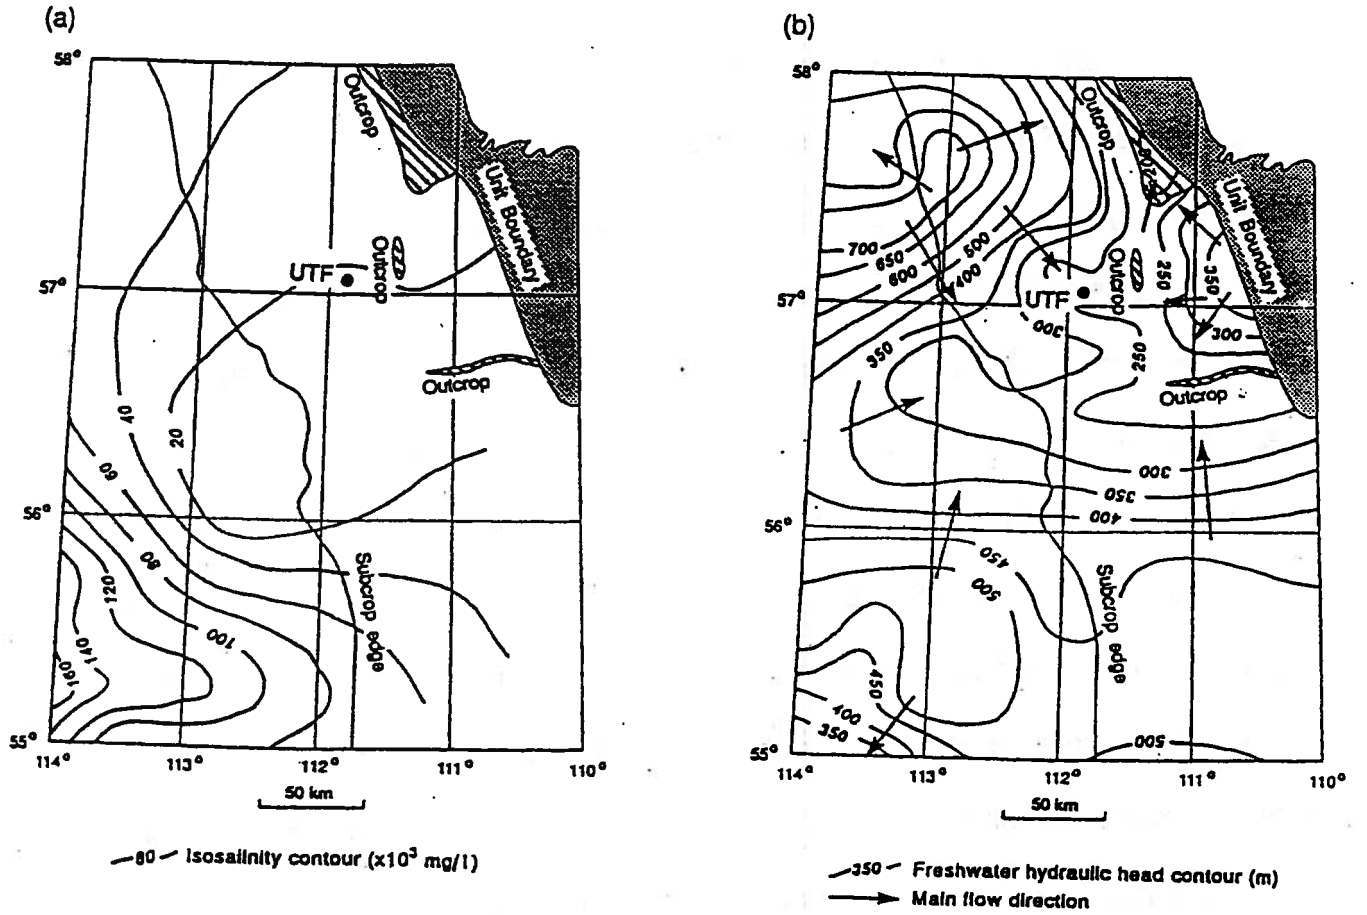 (a)
58°
57°
56°
55°
114°
113°
112°
111°
110°
Outcrop
Unit Boundary
UTF
Outcrop
Outcrop
40
20
60
80
100
120
140
160
Subcrop edge
50 km
80 Isosalinity contour (x10³ mg/l)
(b)
58°
57°
56°
55°
114°
113°
112°
111°
110°
Outcrop
Unit Boundary
UTF
Outcrop
Outcrop
700
650
600
500
400
350
300
250
250
350
300
300
350
400
450
500
450
400
350
500
Subcrop edge
50 km
350 Freshwater hydraulic head contour (m)
Main flow direction